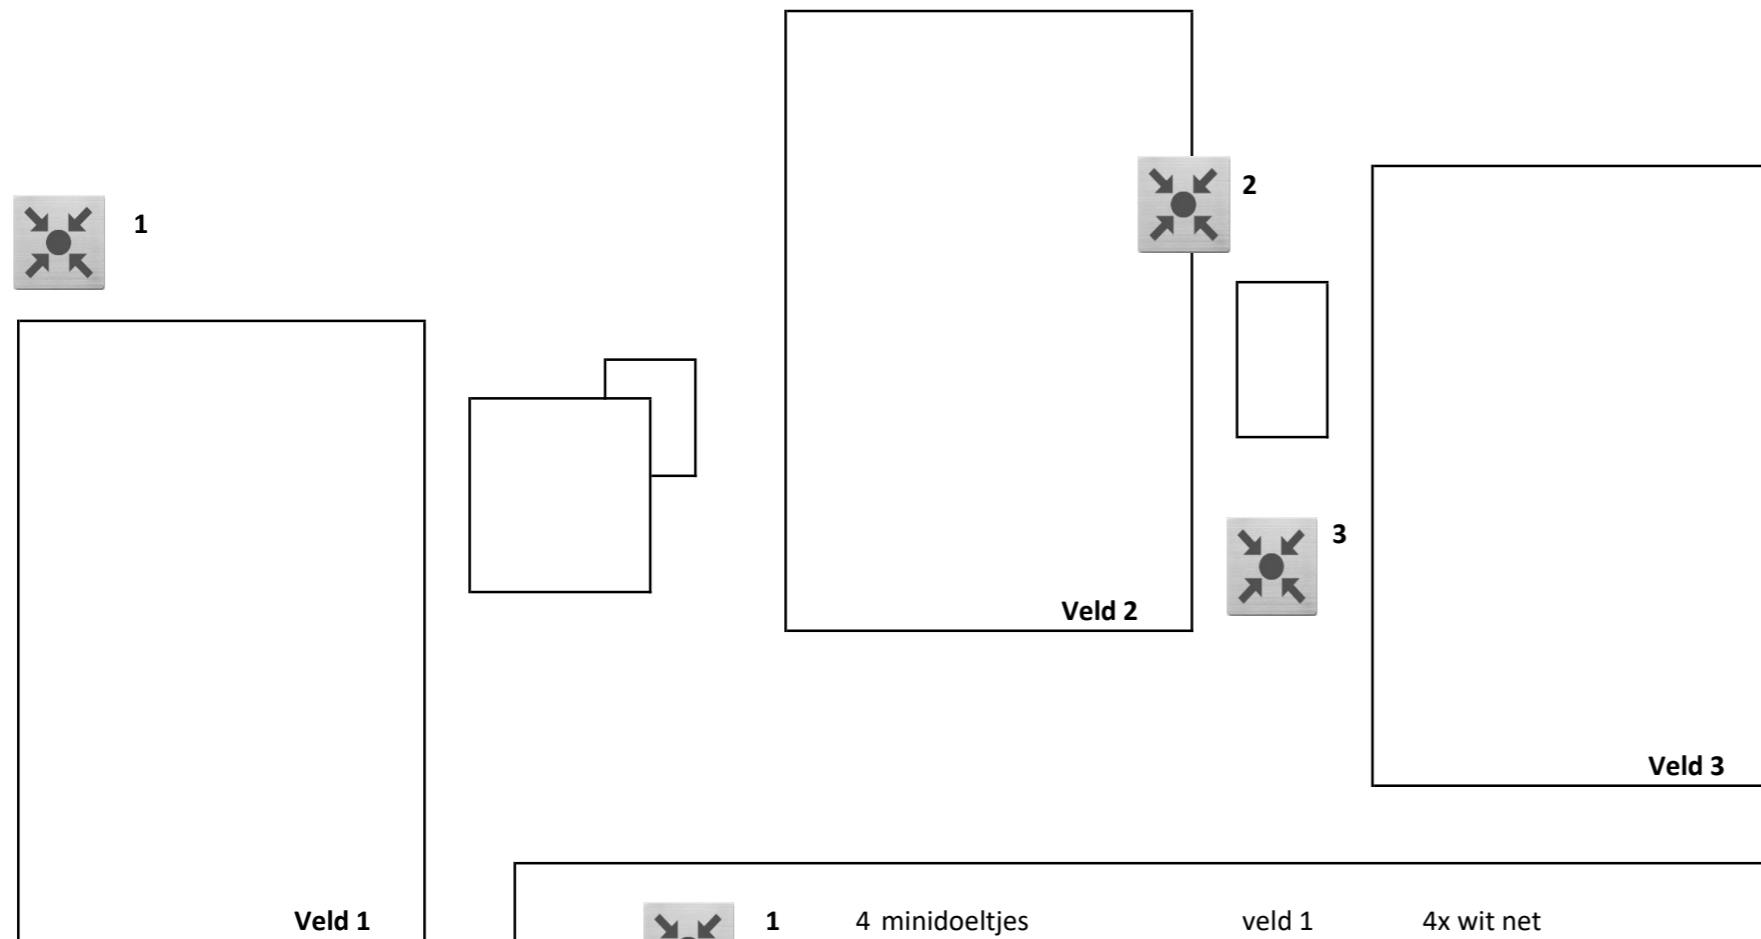 2
1
3
Veld 2
Veld 3
Veld 1
1 4 minidoeltjes veld 1 4x wit net